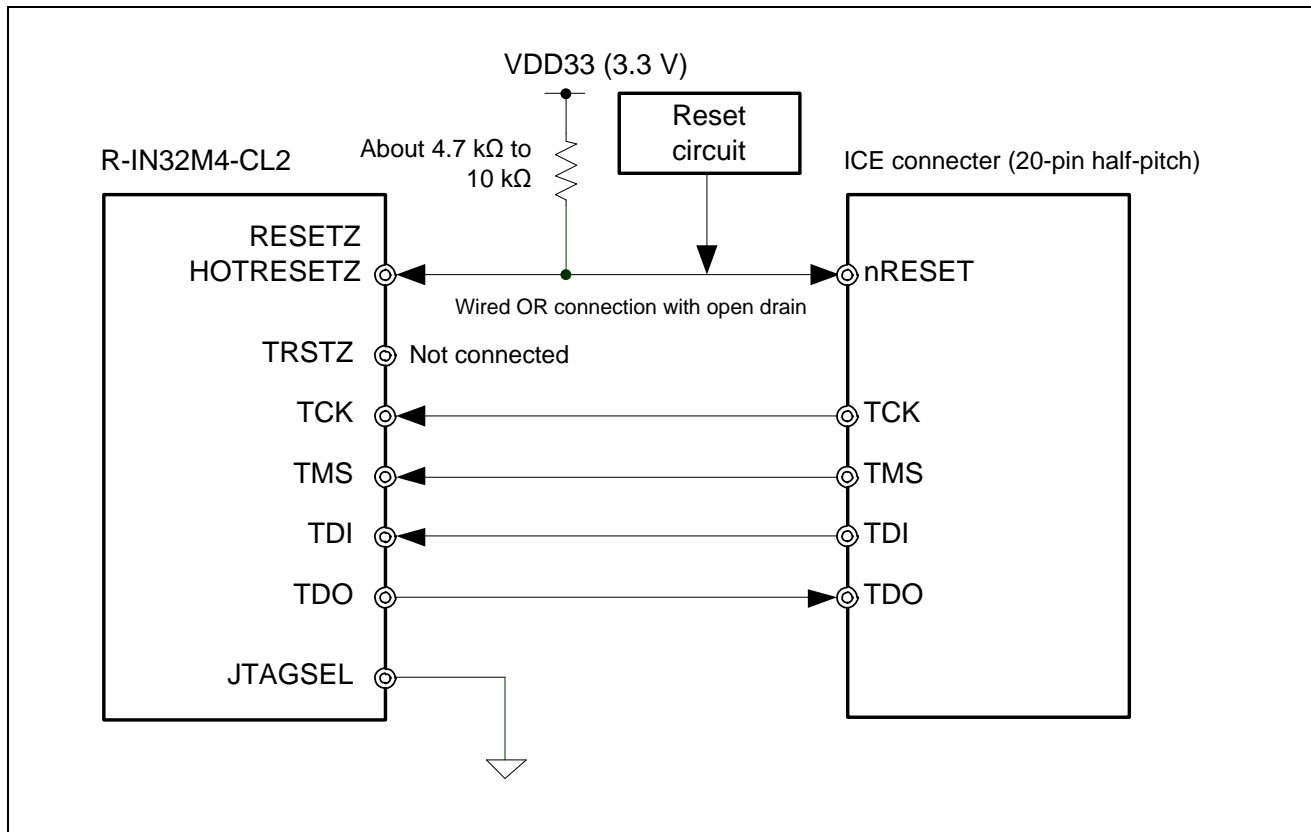 VDD33 (3.3 V)
Reset
circuit
About 4.7 kΩ to
10 kΩ
R-IN32M4-CL2
ICE connecter (20-pin half-pitch)
RESETZ
HOTRESETZ
nRESET
Wired OR connection with open drain
TRSTZ
Not connected
TCK
TCK
TMS
TMS
TDI
TDI
TDO
TDO
JTAGSEL